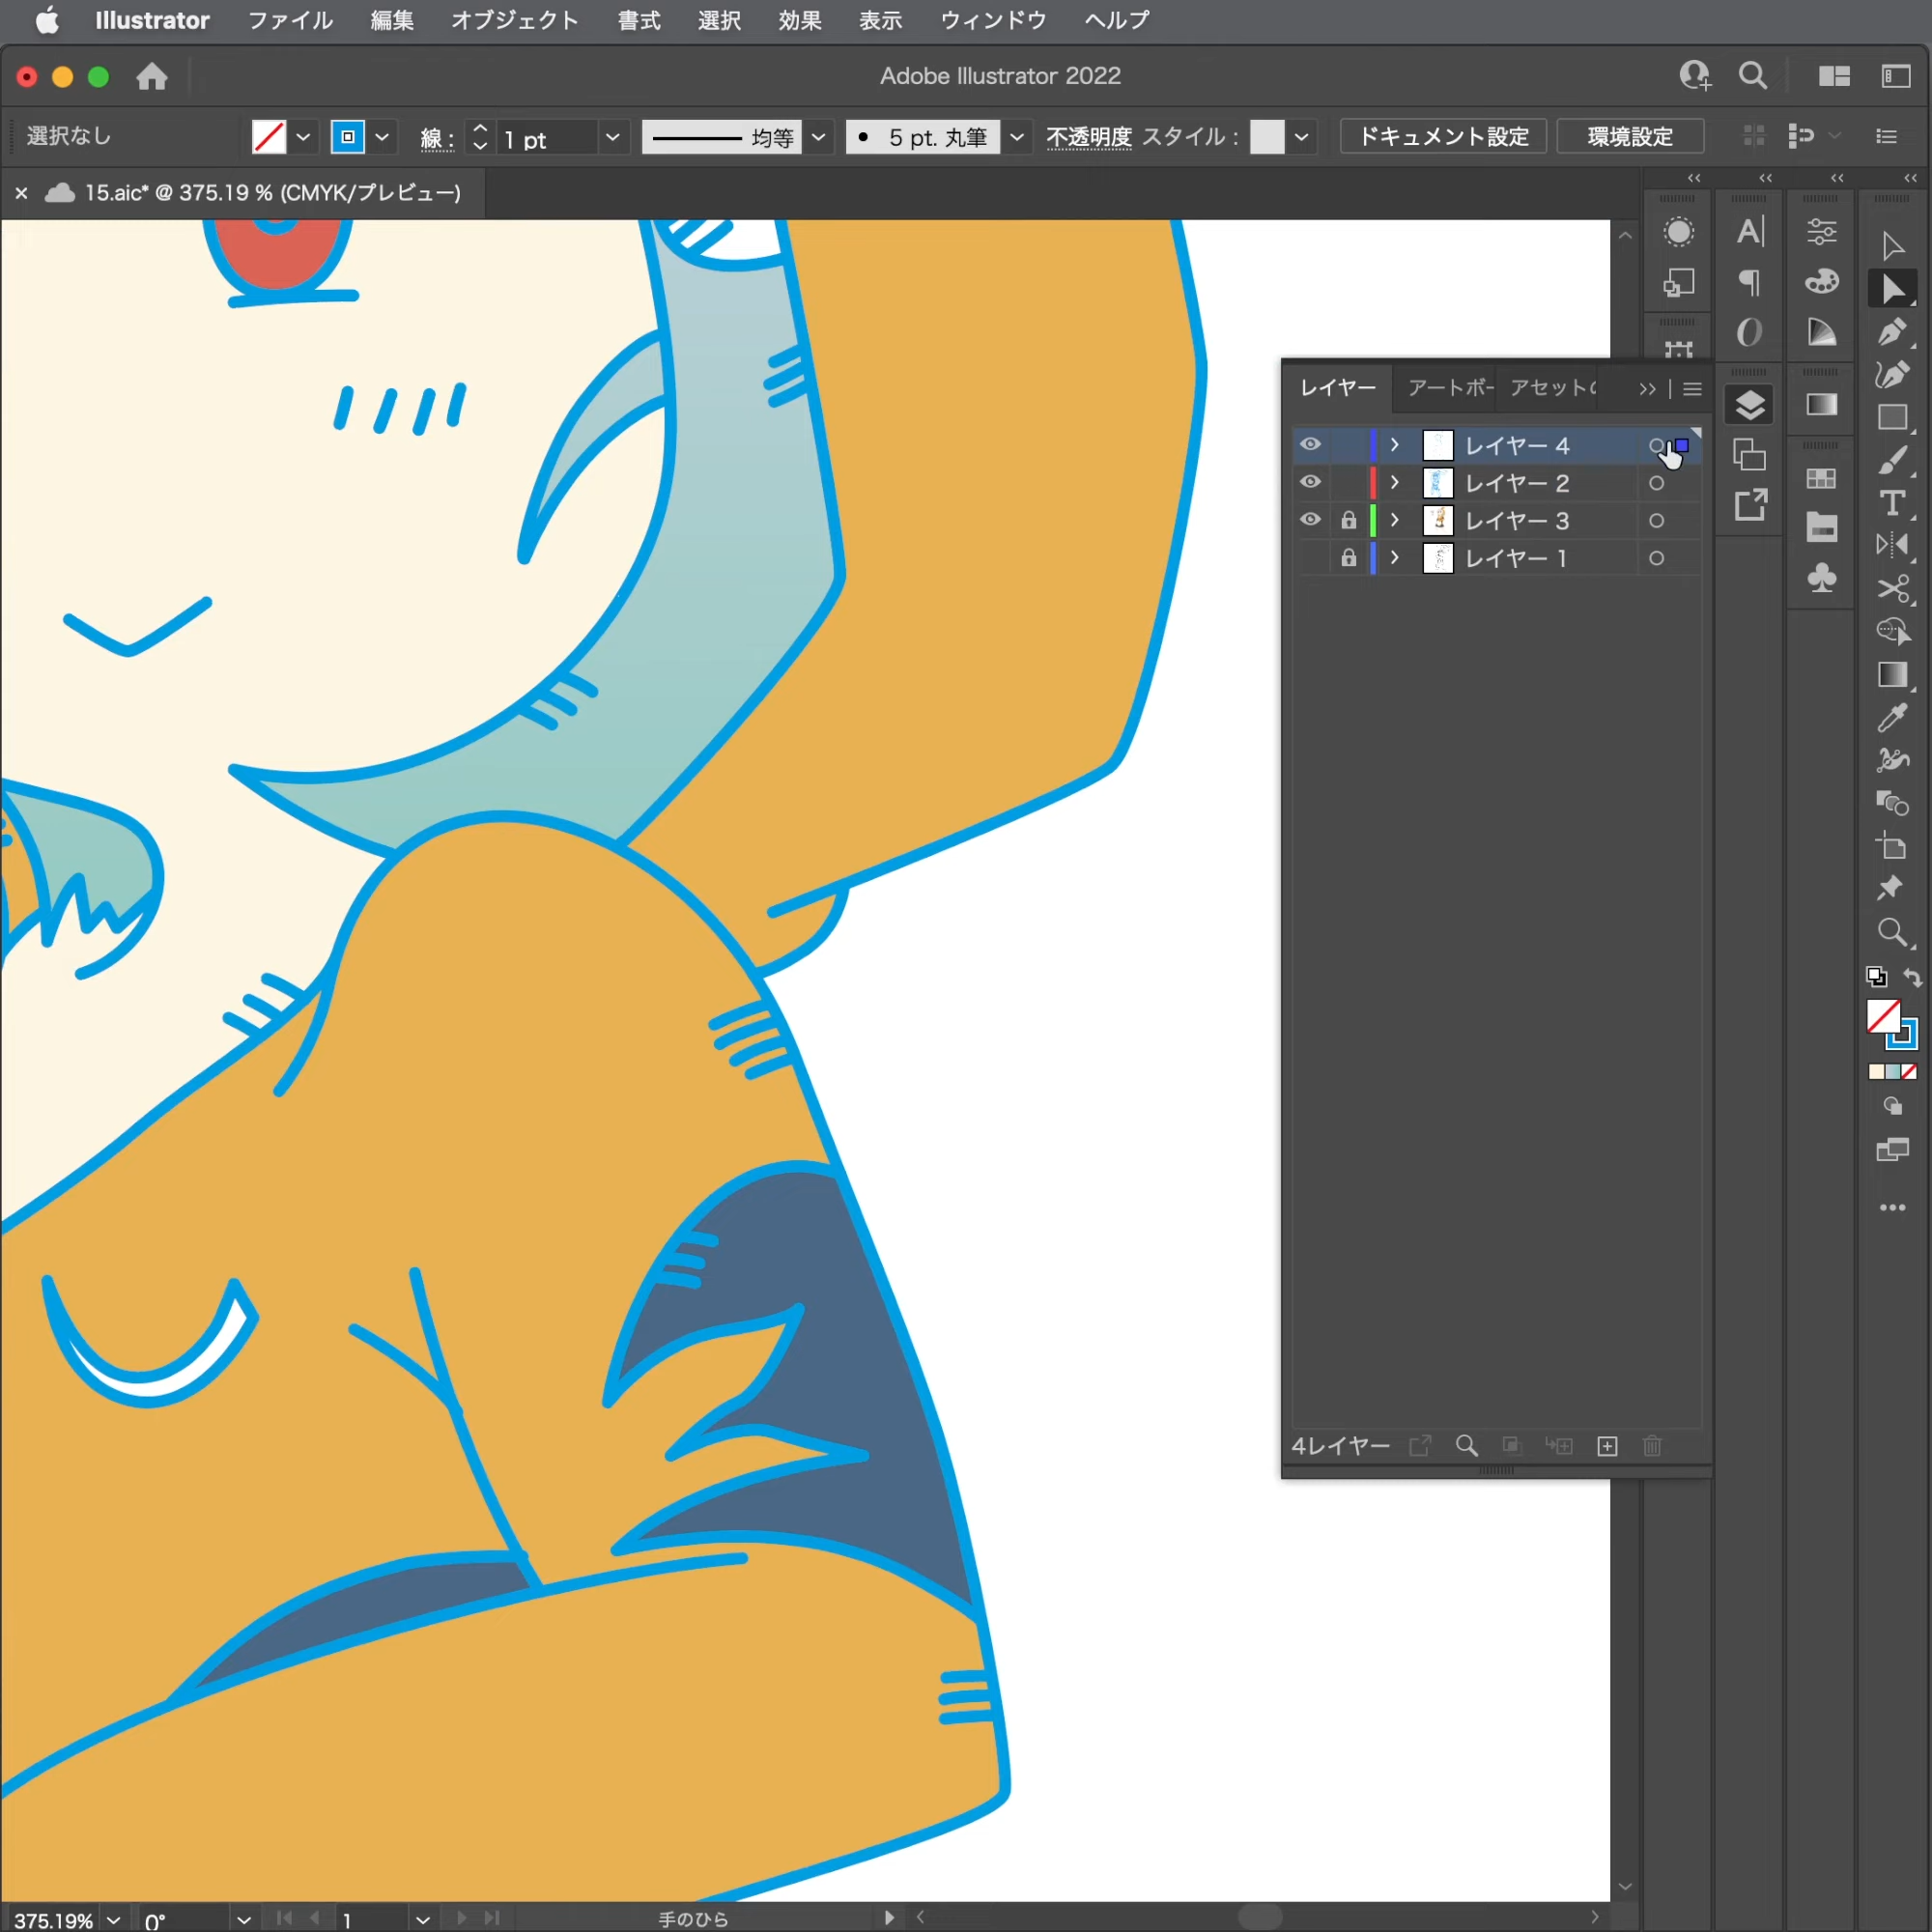 Illustrator ファイル 編集 オブジェクト 書式 選択 効果 表示 ウィンドウ ヘルプ
Adobe Illustrator 2022
選択なし 線 : 1 pt 均等 5 pt. 丸筆 不透明度 スタイル : ドキュメント設定 環境設定
× 15.aic* @ 375.19 % (CMYK/プレビュー)
レイヤー アートボー アセット
レイヤー 4
レイヤー 2
レイヤー 3
レイヤー 1
4レイヤー
375.19% 0° 1 手のひら